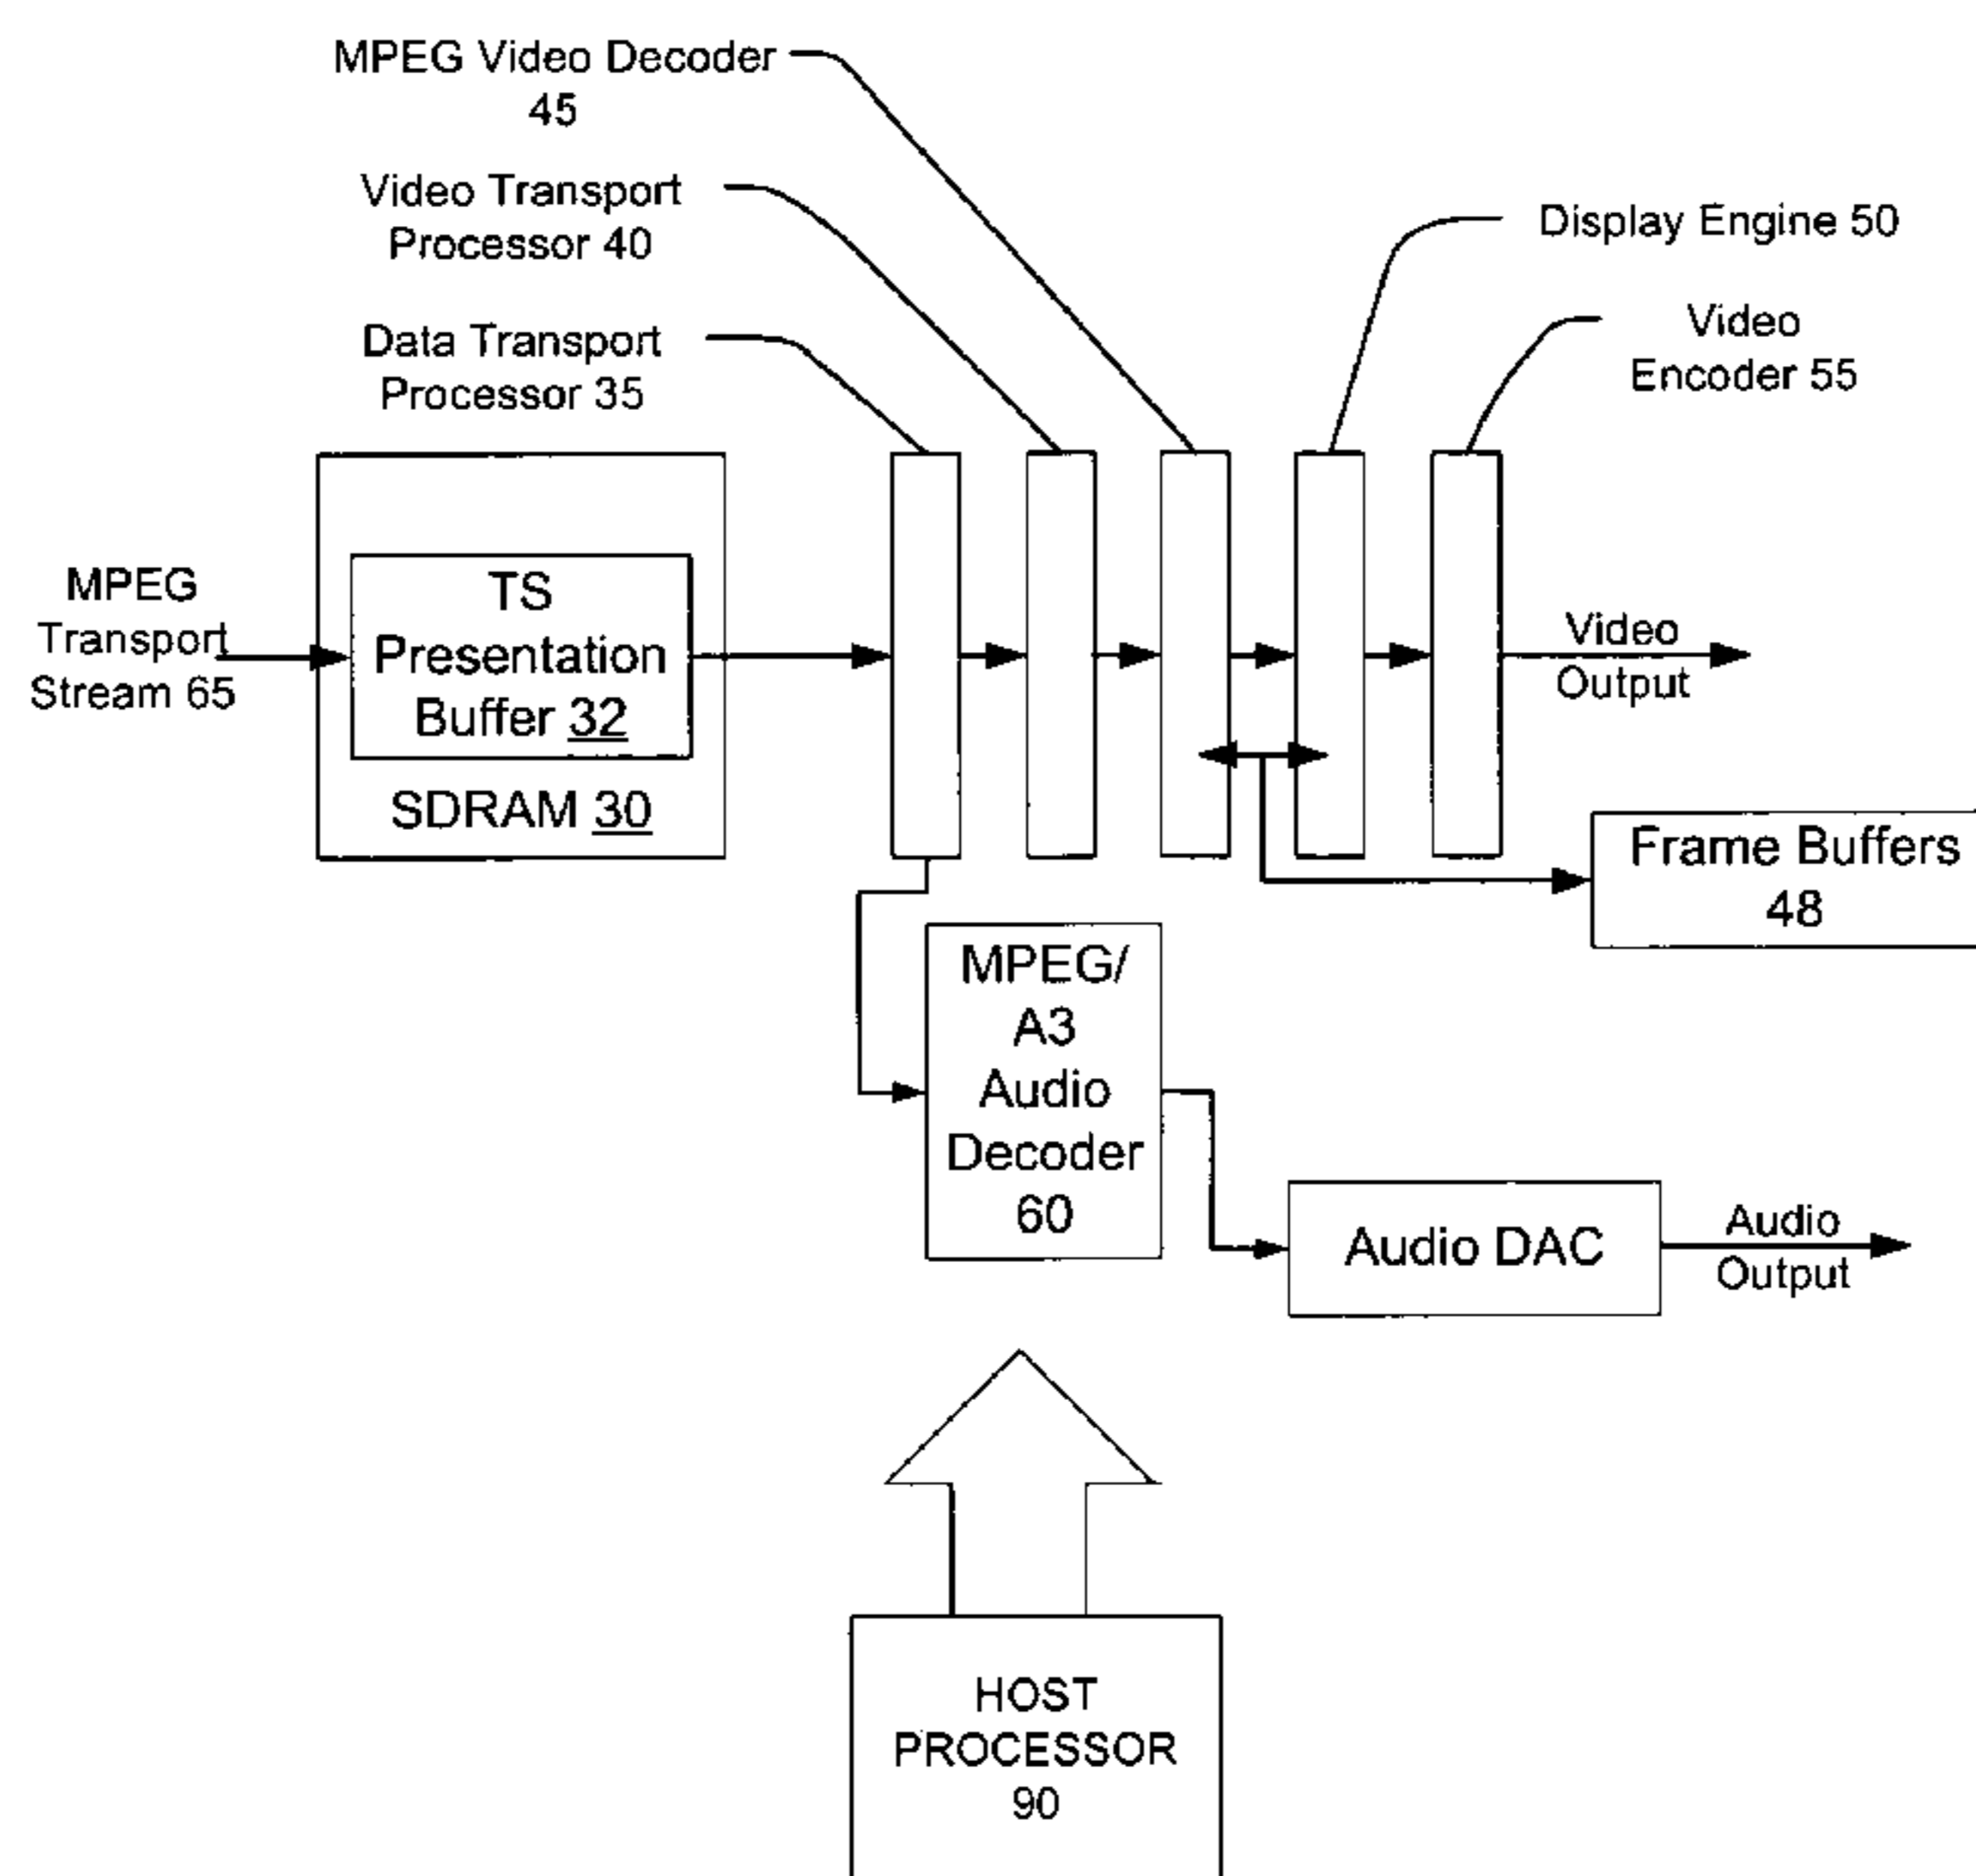 MPEG Video Decoder
45
Video Transport
Processor 40
Data Transport
Processor 35
Display Engine 50
Video
Encoder 55
MPEG
Transport
Stream 65
TS
Presentation
Buffer 32
SDRAM 30
Video
Output
Frame Buffers
48
MPEG/
A3
Audio
Decoder
60
Audio DAC
Audio
Output
HOST
PROCESSOR
90